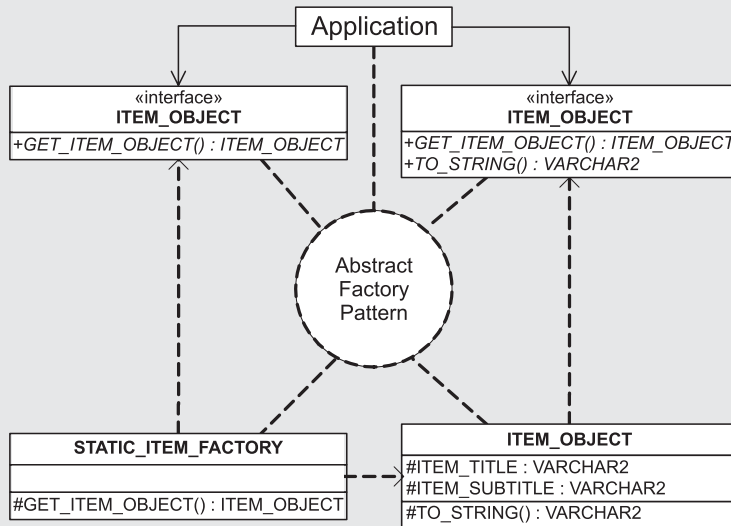 Application
«interface»
ITEM_OBJECT
+GET_ITEM_OBJECT() : ITEM_OBJECT
«interface»
ITEM_OBJECT
+GET_ITEM_OBJECT() : ITEM_OBJECT
+TO_STRING() : VARCHAR2
Abstract
Factory
Pattern
STATIC_ITEM_FACTORY
#GET_ITEM_OBJECT() : ITEM_OBJECT
ITEM_OBJECT
#ITEM_TITLE : VARCHAR2
#ITEM_SUBTITLE : VARCHAR2
#TO_STRING() : VARCHAR2